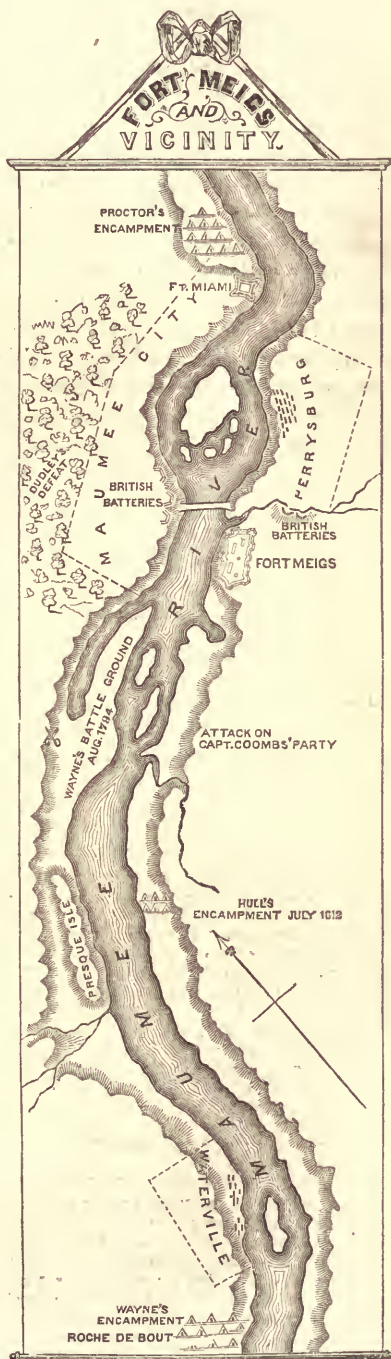 FORT MEIGS
AND
VICINITY.
PROCTOR'S
ENCAMPMENT
FT. MIAMI
MAUMEE CITY
PERRYSBURG
DUDLEY'S
DEFEAT
BRITISH
BATTERIES
BRITISH
BATTERIES
FORT MEIGS
WAYNE'S BATTLE GROUND
AUG. 1794
ATTACK ON
CAPT. COOMBS' PARTY
HULL'S
ENCAMPMENT JULY 1812
PRESQUE ISLE
MAUMEE RIVER
WATERVILLE
WAYNE'S
ENCAMPMENT
ROCHE DE BOUT